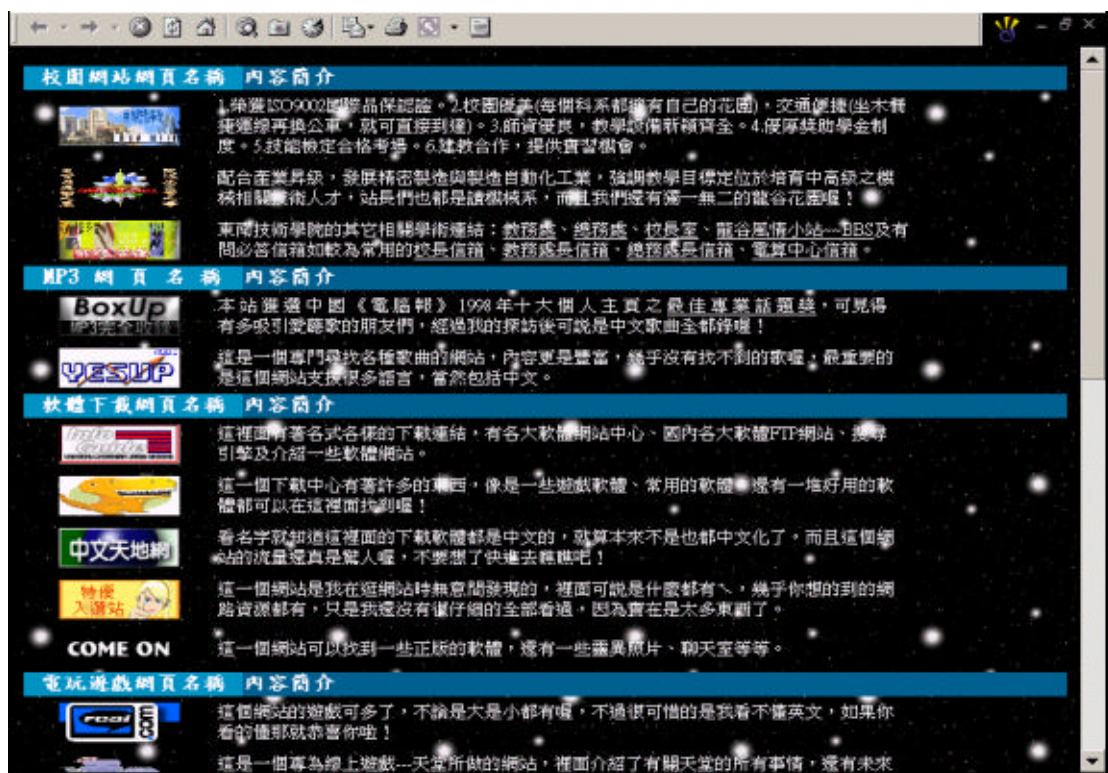 校園網站網頁名稱 內容簡介
1.榮獲ISO9002國際品保認證。2.校園優美(每個科系都擁有自己的花園)，交通便捷(坐木柵
捷運線再換公車，就可直接到達)。3.師資優良，教學設備新穎齊全。4.優厚獎助學金制
度。5.技能檢定合格考場。6.建教合作，提供實習機會。
配合產業昇級，發展精密製造與製造自動化工業，強調教學目標定位於培育中高級之機
械相關技術人才，站長們也都是讀機械系，而且我們還有獨一無二的龍谷花園喔！
東南技術學院的其它相關學術連結：教務處、總務處、校長室、龍谷風情小站~~BBS及有
問必答信箱如較為常用的校長信箱、教務處長信箱、總務處長信箱、電算中心信箱。
MP3 網 頁 名 稱 內容簡介
BoxUp
MP3完全收錄
本站獲選中國《電腦報》1998年十大個人主頁之最佳專業話題獎，可見得
有多吸引愛聽歌的朋友們，經過我的探訪後可說是中文歌曲全都錄喔！
YESUP
這是一個專門尋找各種歌曲的網站，內容更是豐富，幾乎沒有找不到的歌喔，最重要的
是這個網站支援很多語言，當然包括中文。
軟體下載網頁名稱 內容簡介
這裡面有著各式各樣的下載連結，有各大軟體網站中心、國內各大軟體FTP網站、搜尋
引擎及介紹一些軟體網站。
這一個下載中心有著許多的東西，像是一些遊戲軟體、常用的軟體，還有一堆好用的軟
體都可以在這裡面找到喔！
中文天地網
看名字就知道這裡面的下載軟體都是中文的，就算本來不是也都中文化了。而且這個網
站的流量還真是驚人喔，不要想了快進去瞧瞧吧！
特優
入選站
這一個網站是我在逛網站時無意間發現的，裡面可說是什麼都有ㄟ，幾乎你想的到的網
路資源都有，只是我還沒有很仔細的全部看過，因為實在是太多東西了。
COME ON
這一個網站可以找到一些正版的軟體，還有一些靈異照片、聊天室等等。
電玩遊戲網頁名稱 內容簡介
real
這個網站的遊戲可多了，不論是大是小都有喔，不過很可惜的是我看不懂英文，如果你
看的懂那就恭喜你啦！
這是一個專為線上遊戲---天堂所做的網站，裡面介紹了有關天堂的所有事情，還有未來